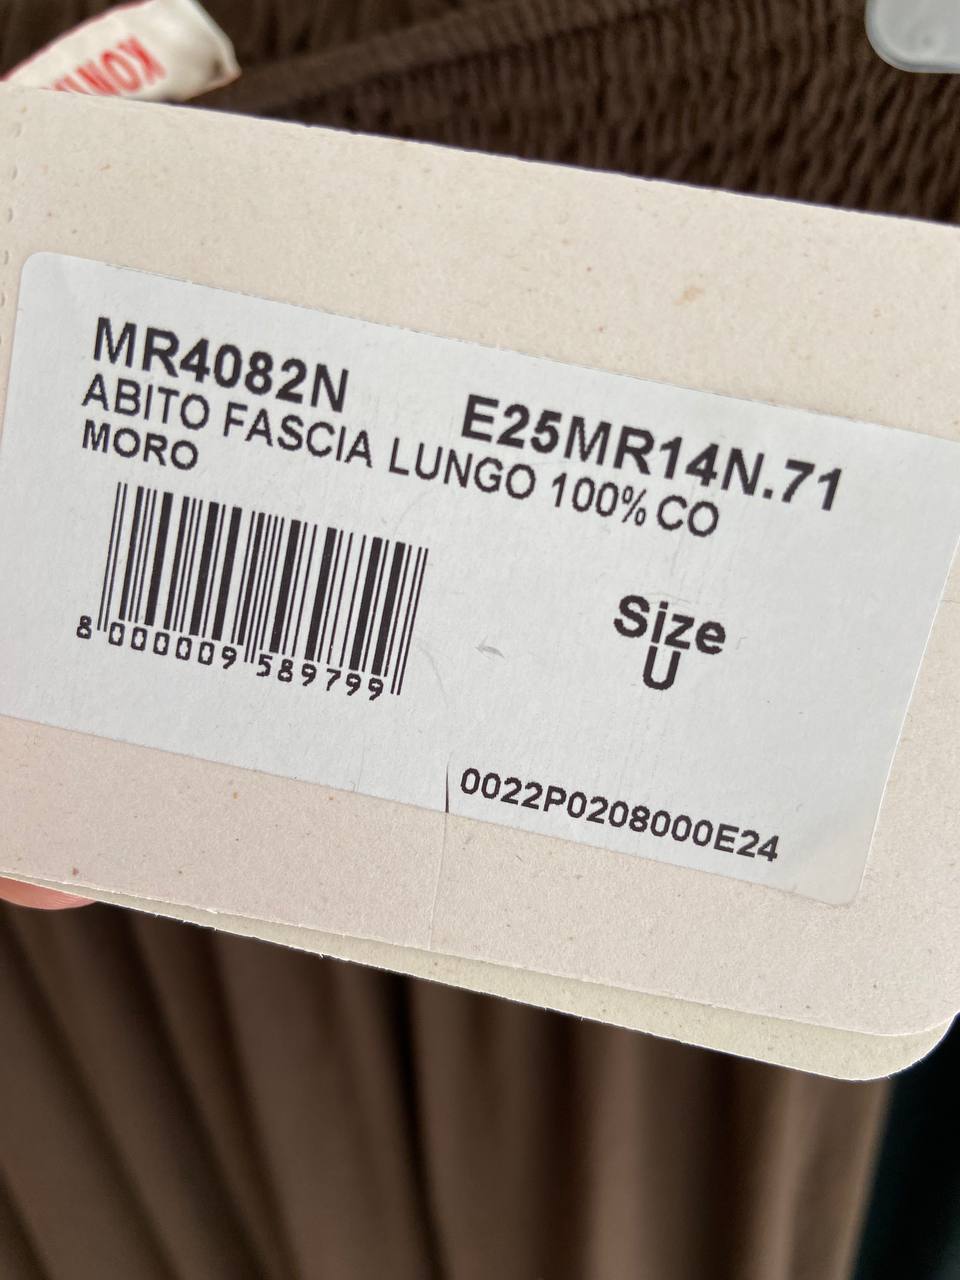 MR4082N E25MR14N.71
ABITO FASCIA LUNGO 100% CO
MORO
8 000009 589799
Size
U
0022P0208000E24